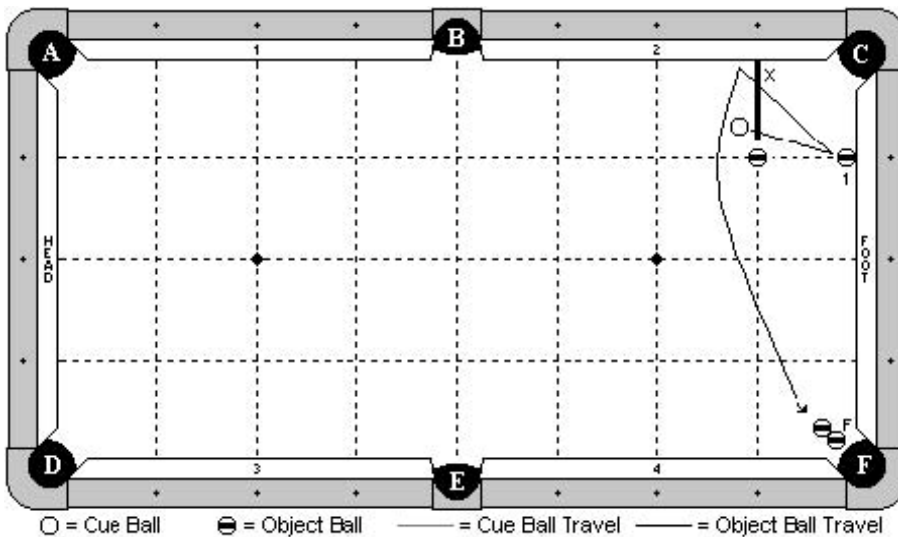 A B C
1 2
X
1
HEAD
FOOT
F
D E F
3 4
= Cue Ball = Object Ball = Cue Ball Travel = Object Ball Travel